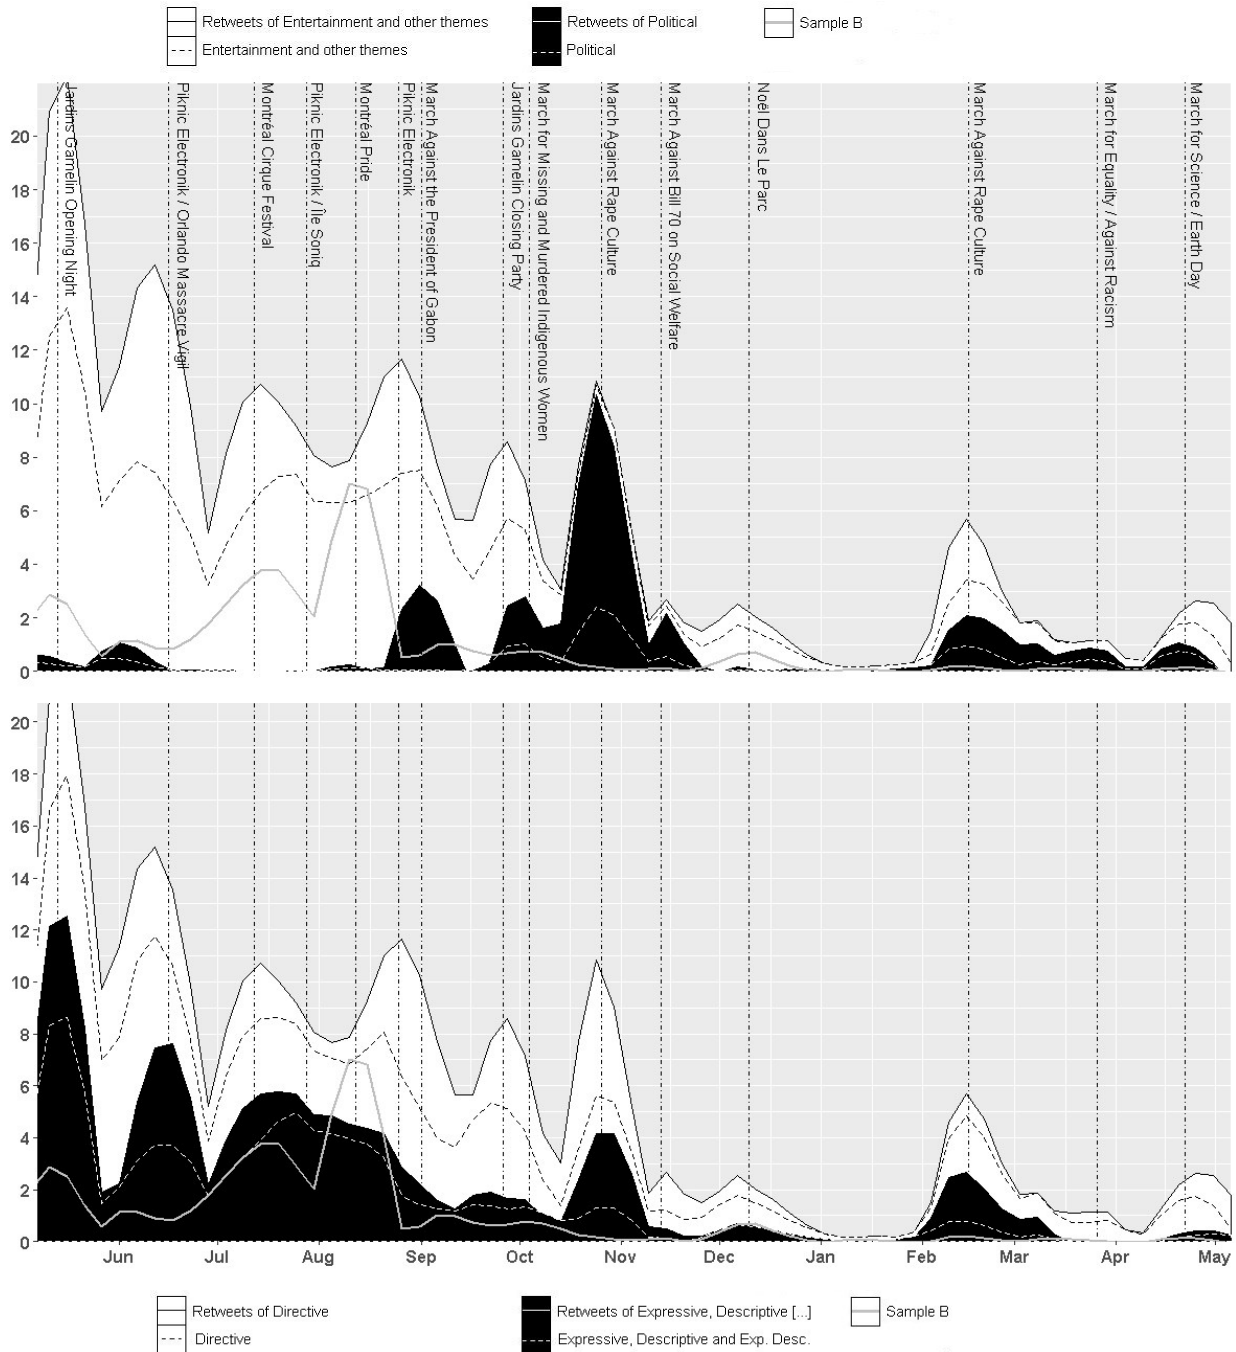 Retweets of Entertainment and other themes
Entertainment and other themes
Retweets of Political
Political
Sample B
Jardins Gamelin Opening Night
Piknic Electronik / Orlando Massacre Vigil
Montréal Cirque Festival
Piknic Electronik / Île Soniq
Montréal Pride
Piknic Electronik
March Against the President of Gabon
Jardins Gamelin Closing Party
March for Missing and Murdered Indigenous Women
March Against Rape Culture
March Against Bill 70 on Social Welfare
Noël Dans Le Parc
March Against Rape Culture
March for Equality / Against Racism
March for Science / Earth Day
20
18
16
14
12
10
8
6
4
2
0
20
18
16
14
12
10
8
6
4
2
0
Jun Jul Aug Sep Oct Nov Dec Jan Feb Mar Apr May
Retweets of Directive
Directive
Retweets of Expressive, Descriptive [...]
Expressive, Descriptive and Exp. Desc.
Sample B